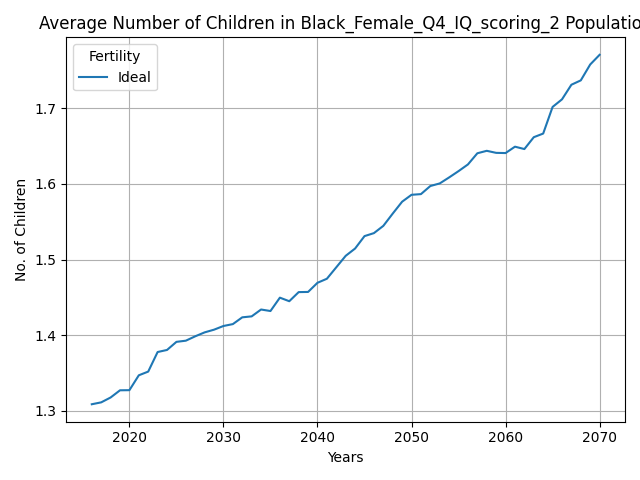 Average Number of Children in Black_Female_Q4_IQ_scoring_2 Populatio
Fertility
Ideal
No. of Children
1.7
1.6
1.5
1.4
1.3
2020 2030 2040 2050 2060 2070
Years